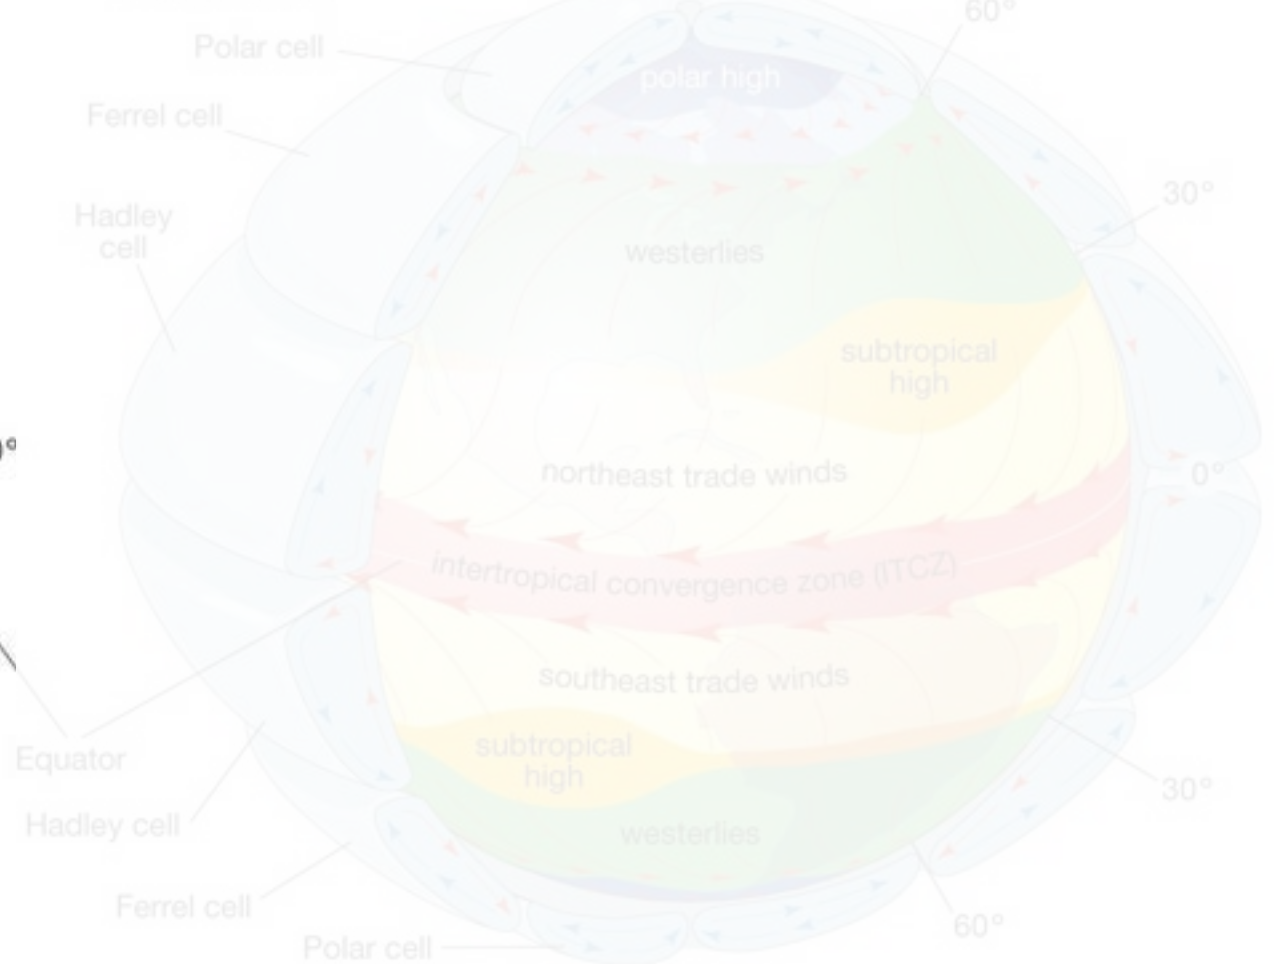 60°
Polar cell
polar high
Ferrel cell
30°
Hadley
cell
westerlies
subtropical
high
northeast trade winds
0°
intertropical convergence zone (ITCZ)
southeast trade winds
Equator
subtropical
high
30°
Hadley cell
westerlies
Ferrel cell
60°
Polar cell